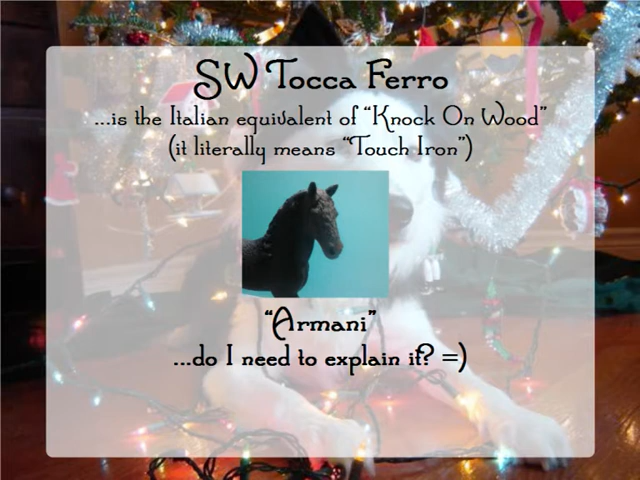 SW Tocca Ferro
...is the Italian equivalent of “Knock On Wood”
(it literally means “Touch Iron”)
“Armani”
...do I need to explain it? =)